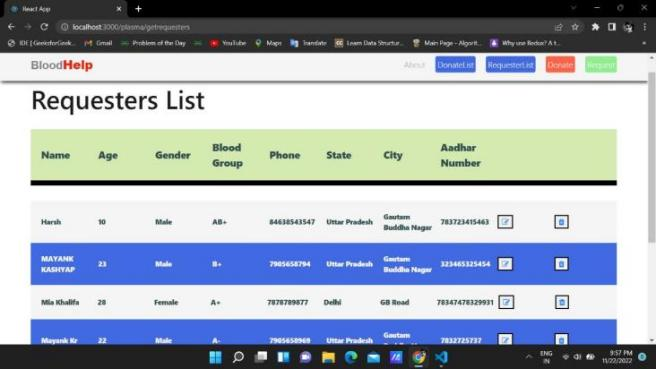 React App
localhost:3000/plasma/getrequesters
IDE | GeeksforGeek... Gmail Problem of the Day YouTube Maps Translate Learn Data Structur... Main Page - Algorit... Why use Redux? A t...
BloodHelp About DonateList RequesterList Donate Request
Requesters List
Name Age Gender Blood Group Phone State City Aadhar Number
Harsh 10 Male AB+ 84638543547 Uttar Pradesh Gautam Buddha Nagar 783723415463
MAYANK KASHYAP 23 Male B+ 7905658794 Uttar Pradesh Gautam Buddha Nagar 323465325454
Mia Khalifa 28 Female A+ 7878789877 Delhi GB Road 78347478329931
Mayank Kr 22 Male A- 7905658969 Uttar Pradesh Gautam 7832725737
ENG IN 9:57 PM 11/22/2022